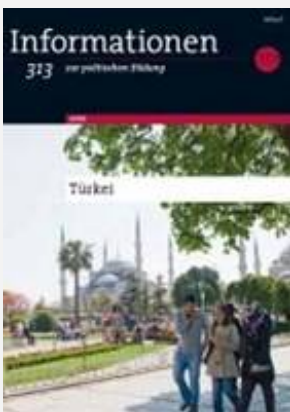 Informationen
313 zur politischen Bildung
Türkei